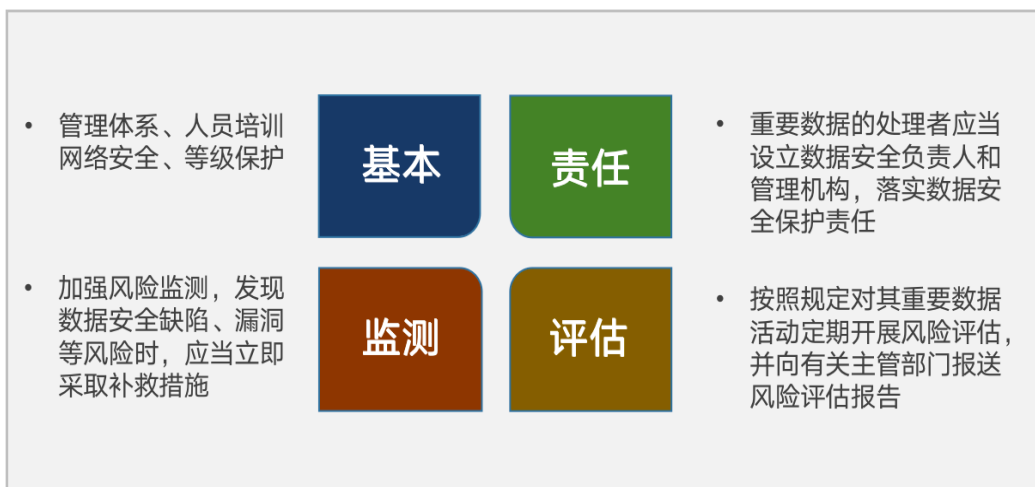 • 管理体系、人员培训
网络安全、等级保护
基本
责任
• 重要数据的处理者应当
设立数据安全负责人和
管理机构，落实数据安
全保护责任
• 加强风险监测，发现
数据安全缺陷、漏洞
等风险时，应当立即
采取补救措施
监测
评估
• 按照规定对其重要数据
活动定期开展风险评估，
并向有关主管部门报送
风险评估报告